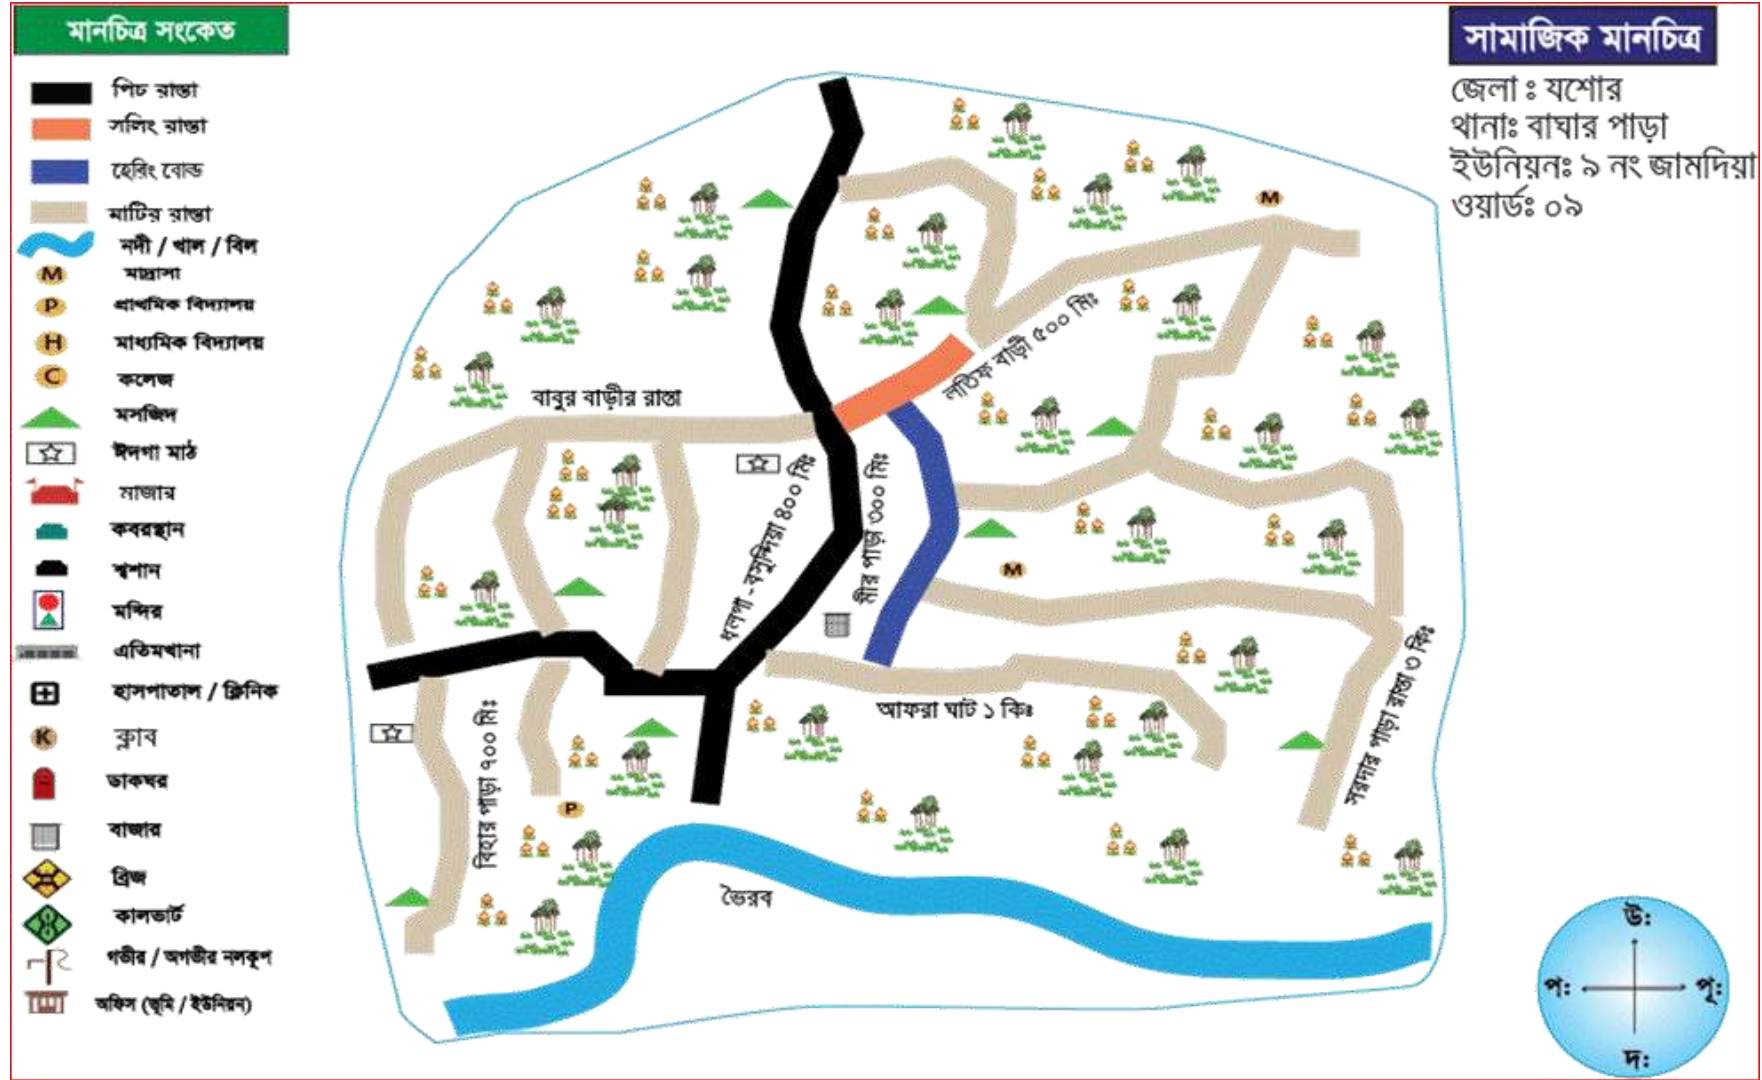 মানচিত্র সংকেত
পিচ রাস্তা
সলিং রাস্তা
হেরিং বোন্ড
মাটির রাস্তা
নদী / খাল / বিল
M মাদ্রাসা
P প্রাথমিক বিদ্যালয়
H মাধ্যমিক বিদ্যালয়
C কলেজ
মসজিদ
ঈদগা মাঠ
মাজার
কবরস্থান
শ্মশান
মন্দির
এতিমখানা
হাসপাতাল / ক্লিনিক
K ক্লাব
ডাকঘর
বাজার
ব্রিজ
কালভার্ট
গভীর / অগভীর নলকূপ
অফিস (ভূমি / ইউনিয়ন)
সামাজিক মানচিত্র
জেলা ঃ যশোর
থানাঃ বাঘার পাড়া
ইউনিয়নঃ ৯ নং জামদিয়া
ওয়ার্ডঃ ০৯
M
লতিফ বাড়ী ৫০০ মিঃ
বাবুর বাড়ীর রাস্তা
ধলগা - বসুন্দিয়া ৪০০ মিঃ
মীর পাড়া ৩০০ মিঃ
M
সরদার পাড়া রাস্তা ৩ কিঃ
আফরা ঘাট ১ কিঃ
বিহার পাড়া ৭০০ মিঃ
P
ভৈরব
উ:
প:
পূ:
দ: